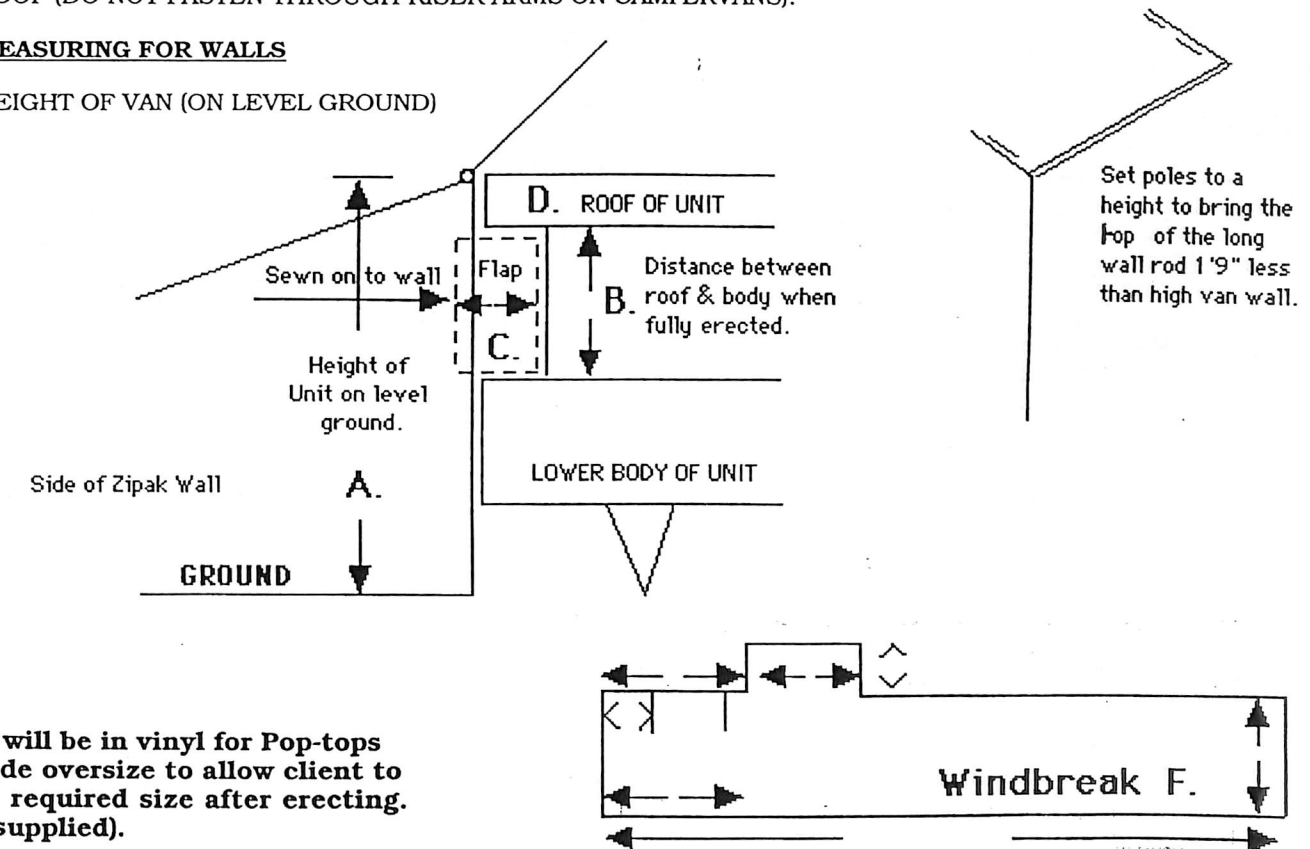 OOF (DO NOT FASTEN THROUGH RISER ARMS ON CAMPERVANS).
EASURING FOR WALLS
EIGHT OF VAN (ON LEVEL GROUND)
D. ROOF OF UNIT
Sewn on to wall
Flap
C.
B.
Distance between
roof & body when
fully erected.
Set poles to a
height to bring the
top of the long
wall rod 1'9" less
than high van wall.
Height of
Unit on level
ground.
Side of Zipak Wall
A.
LOWER BODY OF UNIT
GROUND
will be in vinyl for Pop-tops
de oversize to allow client to
required size after erecting.
supplied).
Windbreak F.